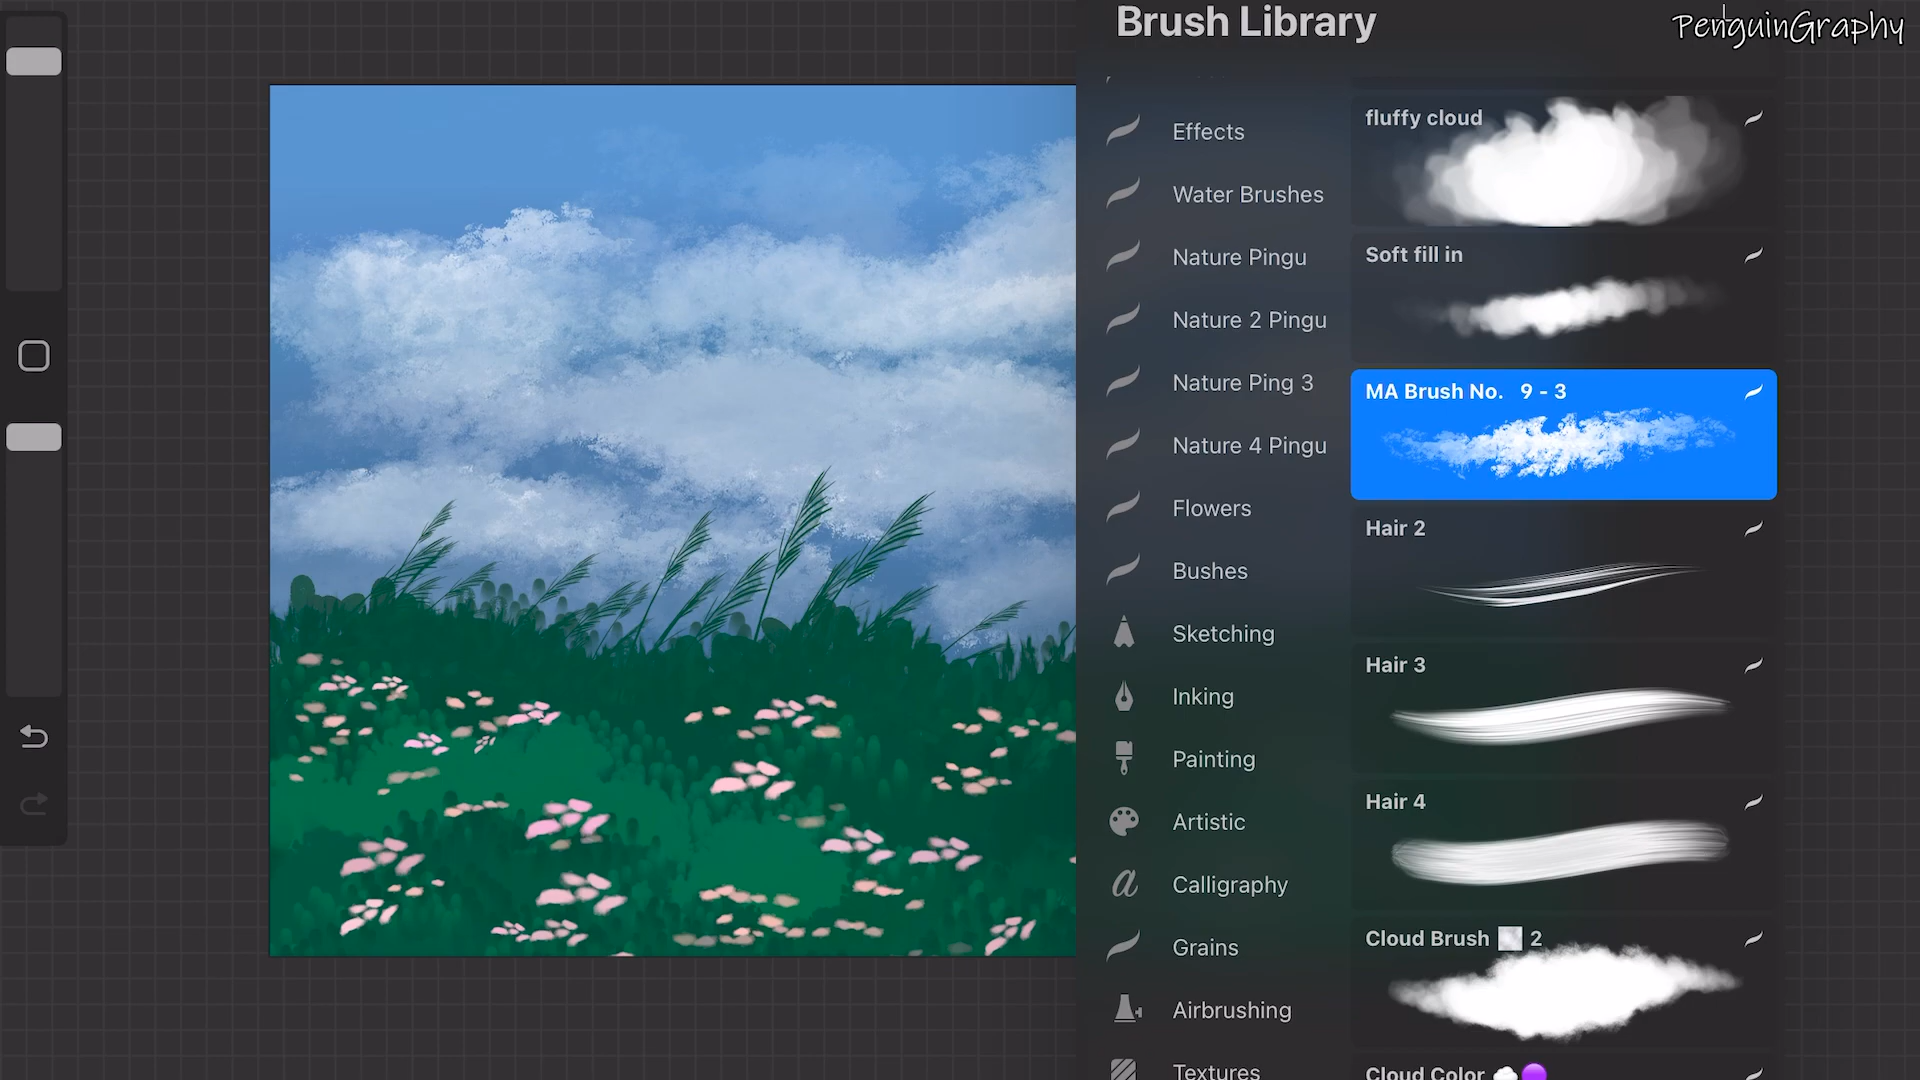 Brush Library
PenguinGraphy
Effects
Water Brushes
Nature Pingu
Nature 2 Pingu
Nature Ping 3
Nature 4 Pingu
Flowers
Bushes
Sketching
Inking
Painting
Artistic
Calligraphy
Grains
Airbrushing
Textures
fluffy cloud
Soft fill in
MA Brush No. 9 - 3
Hair 2
Hair 3
Hair 4
Cloud Brush 2
Cloud Color